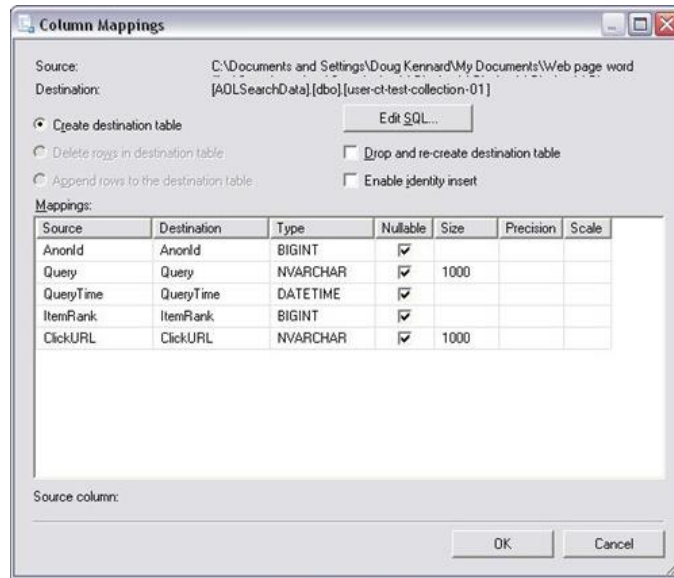 Column Mappings
Source: C:\Documents and Settings\Doug Kennard\My Documents\Web page word
Destination: [AOLSearchData].[dbo].[user-ct-test-collection-01]
Create destination table Edit SQL...
Delete rows in destination table Drop and re-create destination table
Append rows to the destination table Enable identity insert
Mappings:
Source Destination Type Nullable Size Precision Scale
AnonId AnonId BIGINT
Query Query NVARCHAR 1000
QueryTime QueryTime DATETIME
ItemRank ItemRank BIGINT
ClickURL ClickURL NVARCHAR 1000
Source column:
OK Cancel